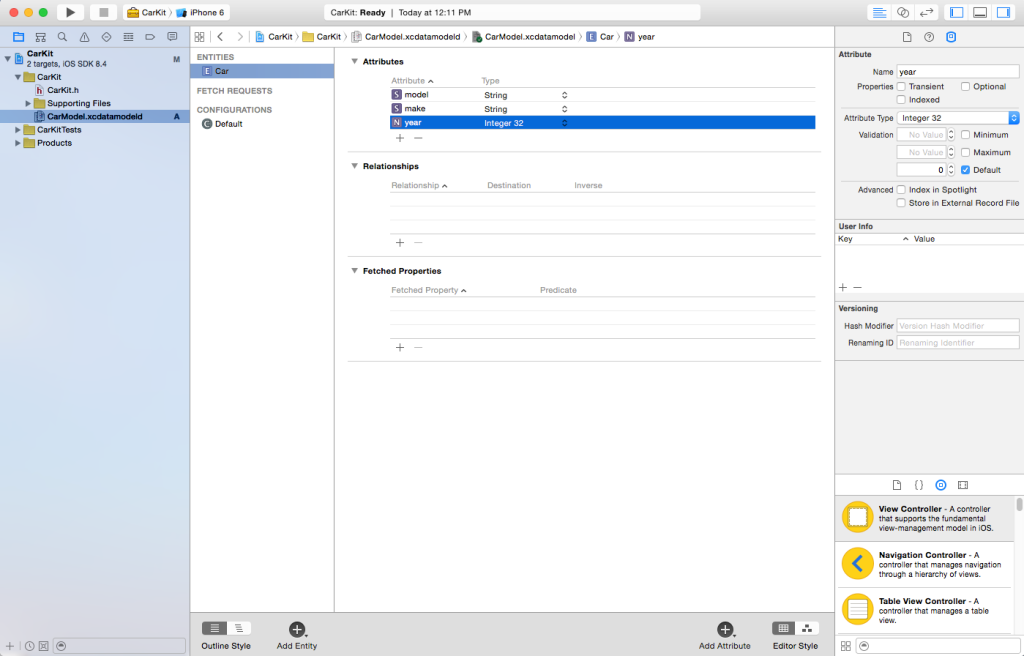 CarKit
iPhone 6
CarKit: Ready | Today at 12:11 PM
CarKit
2 targets, iOS SDK 8.4
M
CarKit
CarKit.h
Supporting Files
CarModel.xcdatamodeld
A
CarKitTests
Products
CarKit
CarKit
CarModel.xcdatamodeld
CarModel.xcdatamodel
E Car
N year
ENTITIES
E Car
FETCH REQUESTS
CONFIGURATIONS
C Default
Attributes
Attribute
Type
S model String
S make String
N year Integer 32
Relationships
Relationship
Destination
Inverse
Fetched Properties
Fetched Property
Predicate
Outline Style
Add Entity
Add Attribute
Editor Style
Attribute
Name year
Properties Transient Optional
Indexed
Attribute Type Integer 32
Validation No Value Minimum
No Value Maximum
0 Default
Advanced Index in Spotlight
Store in External Record File
User Info
Key Value
Versioning
Hash Modifier Version Hash Modifier
Renaming ID Renaming Identifier
View Controller - A controller
that supports the fundamental
view-management model in iOS.
Navigation Controller - A
controller that manages navigation
through a hierarchy of views.
Table View Controller - A
controller that manages a table
view.